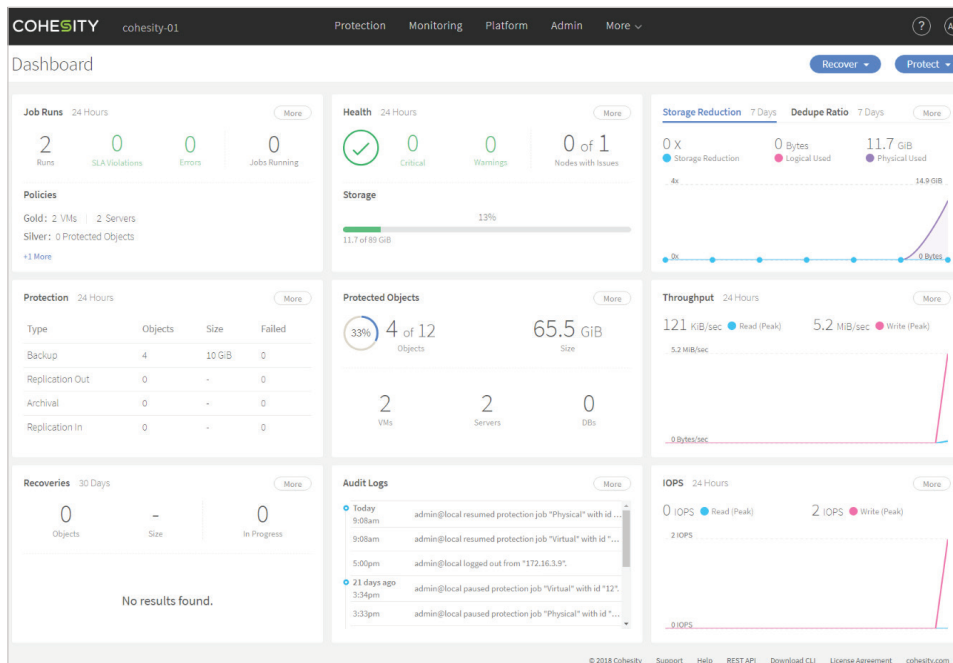 COHESITY cohesity-01 Protection Monitoring Platform Admin More ?
Dashboard Recover Protect
Job Runs 24 Hours More
2 0 0 0
Runs SLA Violations Errors Jobs Running
Policies
Gold: 2 VMs | 2 Servers
Silver: 0 Protected Objects
+1 More
Health 24 Hours More
0 0 0 of 1
Critical Warnings Nodes with Issues
Storage
13%
11.7 of 89 GiB
Storage Reduction 7 Days Dedupe Ratio 7 Days More
0 X 0 Bytes 11.7 GiB
Storage Reduction Logical Used Physical Used
4x 14.9 GiB
0x 0 Bytes
Protection 24 Hours More
Type Objects Size Failed
Backup 4 10 GiB 0
Replication Out 0 - 0
Archival 0 - 0
Replication In 0 - 0
Protected Objects More
33% 4 of 12 65.5 GiB
Objects Size
2 2 0
VMs Servers DBs
Throughput 24 Hours More
121 KiB/sec Read (Peak) 5.2 MiB/sec Write (Peak)
5.2 MiB/sec
0 Bytes/sec
Recoveries 30 Days More
0 - 0
Objects Size In Progress
No results found.
Audit Logs More
Today
9:08am admin@local resumed protection job "Physical" with id ...
9:08am admin@local resumed protection job "Virtual" with id "...
5:00pm admin@local logged out from "172.16.3.9".
21 days ago
3:34pm admin@local paused protection job "Virtual" with id "12".
3:33pm admin@local paused protection job "Physical" with id "...
IOPS 24 Hours More
0 IOPS Read (Peak) 2 IOPS Write (Peak)
2 IOPS
0 IOPS
© 2018 Cohesity Support Help REST API Download CLI License Agreement cohesity.com